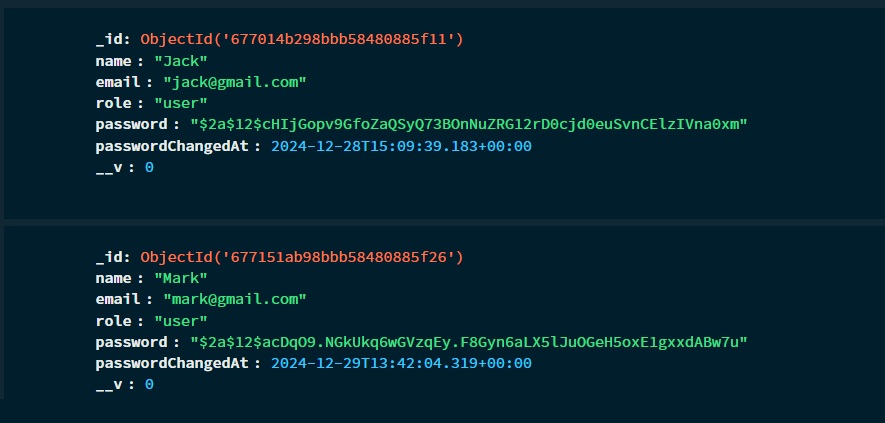 _id: ObjectId('677014b298bbb58480885f11')
name : "Jack"
email : "jack@gmail.com"
role : "user"
password : "$2a$12$cHIjGopv9GfoZaQSyQ73BOnNuZRG12rD0cjd0euSvnCElzIVna0xm"
passwordChangedAt : 2024-12-28T15:09:39.183+00:00
__v : 0
_id: ObjectId('677151ab98bbb58480885f26')
name : "Mark"
email : "mark@gmail.com"
role : "user"
password : "$2a$12$acDqO9.NGkUkq6wGVzqEy.F8Gyn6aLX5lJuOGeH5oxE1gxxdABw7u"
passwordChangedAt : 2024-12-29T13:42:04.319+00:00
__v : 0